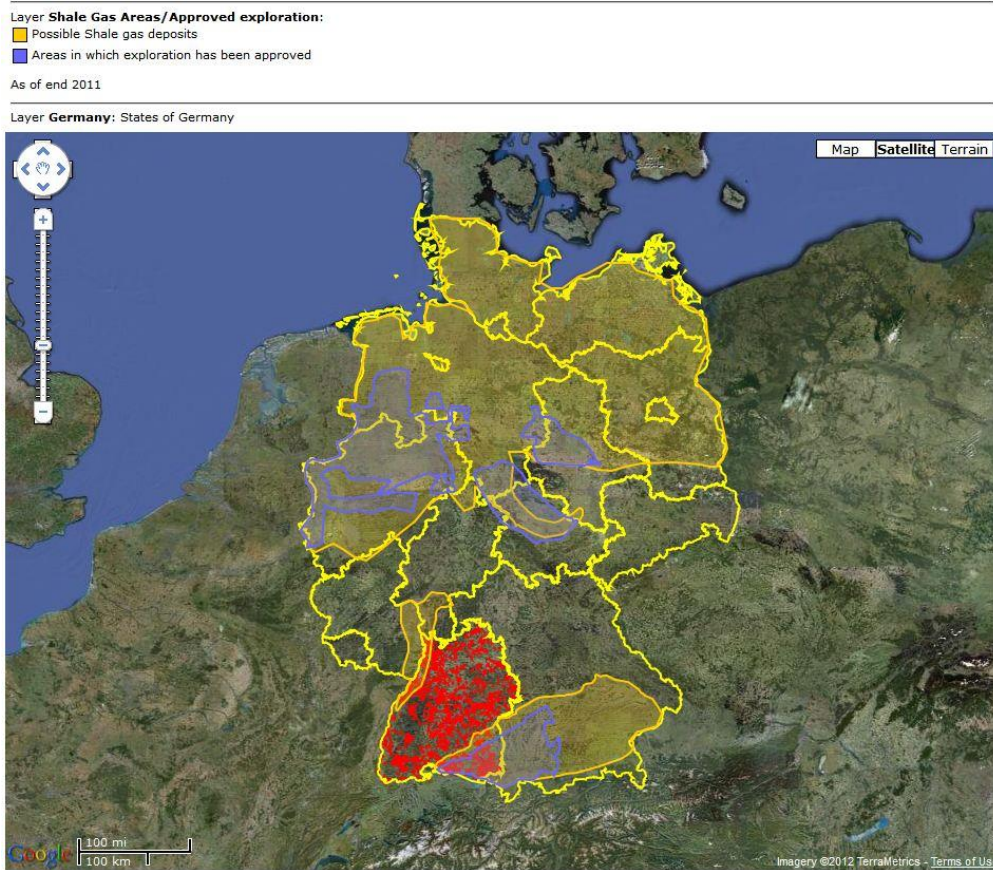 Layer Shale Gas Areas/Approved exploration:
Possible Shale gas deposits
Areas in which exploration has been approved
As of end 2011
Layer Germany: States of Germany
Map Satellite Terrain
Google
100 mi
100 km
Imagery ©2012 TerraMetrics - Terms of Us